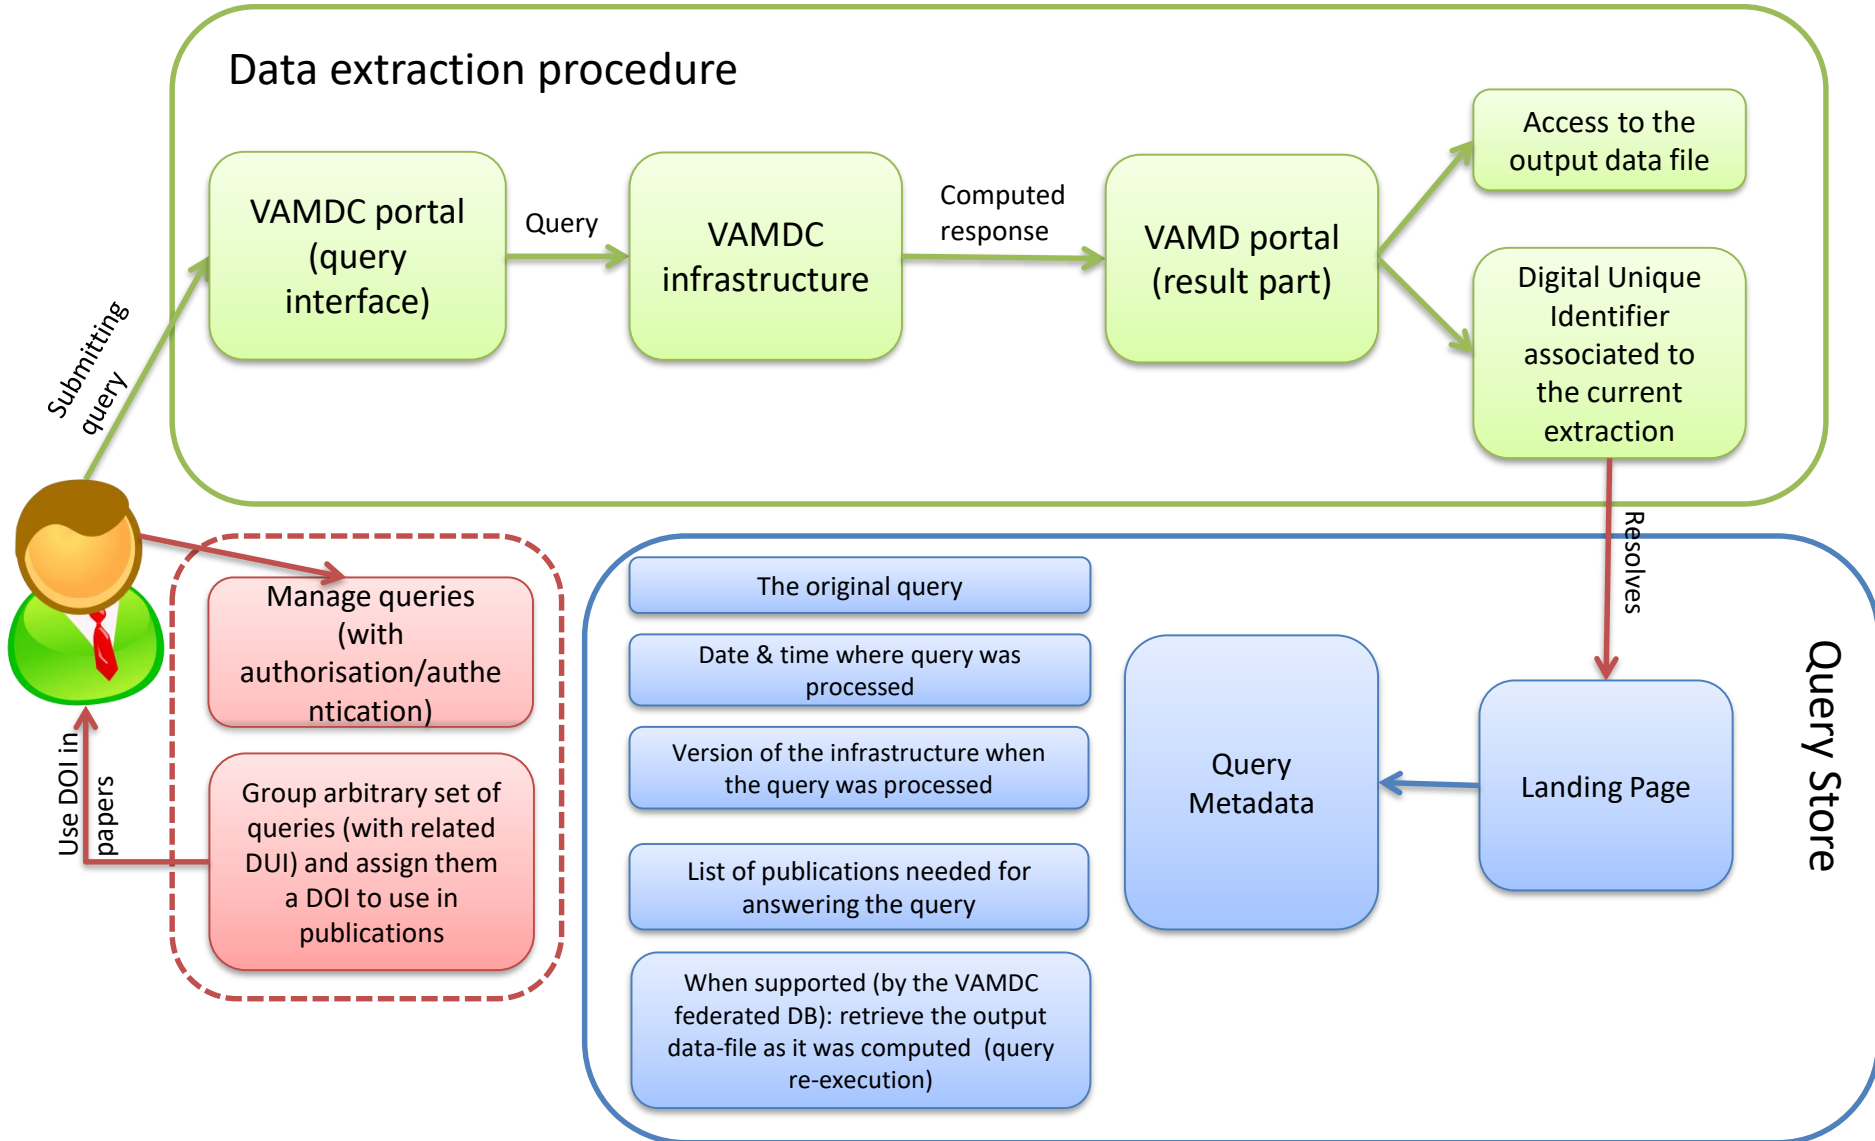 Data extraction procedure
Submitting
query
VAMDC portal
(query
interface)
Query
VAMDC
infrastructure
Computed
response
VAMD portal
(result part)
Access to the
output data file
Digital Unique
Identifier
associated to
the current
extraction
Resolves
Manage queries
(with
authorisation/authe
ntication)
Group arbitrary set of
queries (with related
DUI) and assign them
a DOI to use in
publications
Use DOI in
papers
The original query
Date & time where query was
processed
Version of the infrastructure when
the query was processed
List of publications needed for
answering the query
When supported (by the VAMDC
federated DB): retrieve the output
data-file as it was computed  (query
re-execution)
Query
Metadata
Landing Page
Query Store